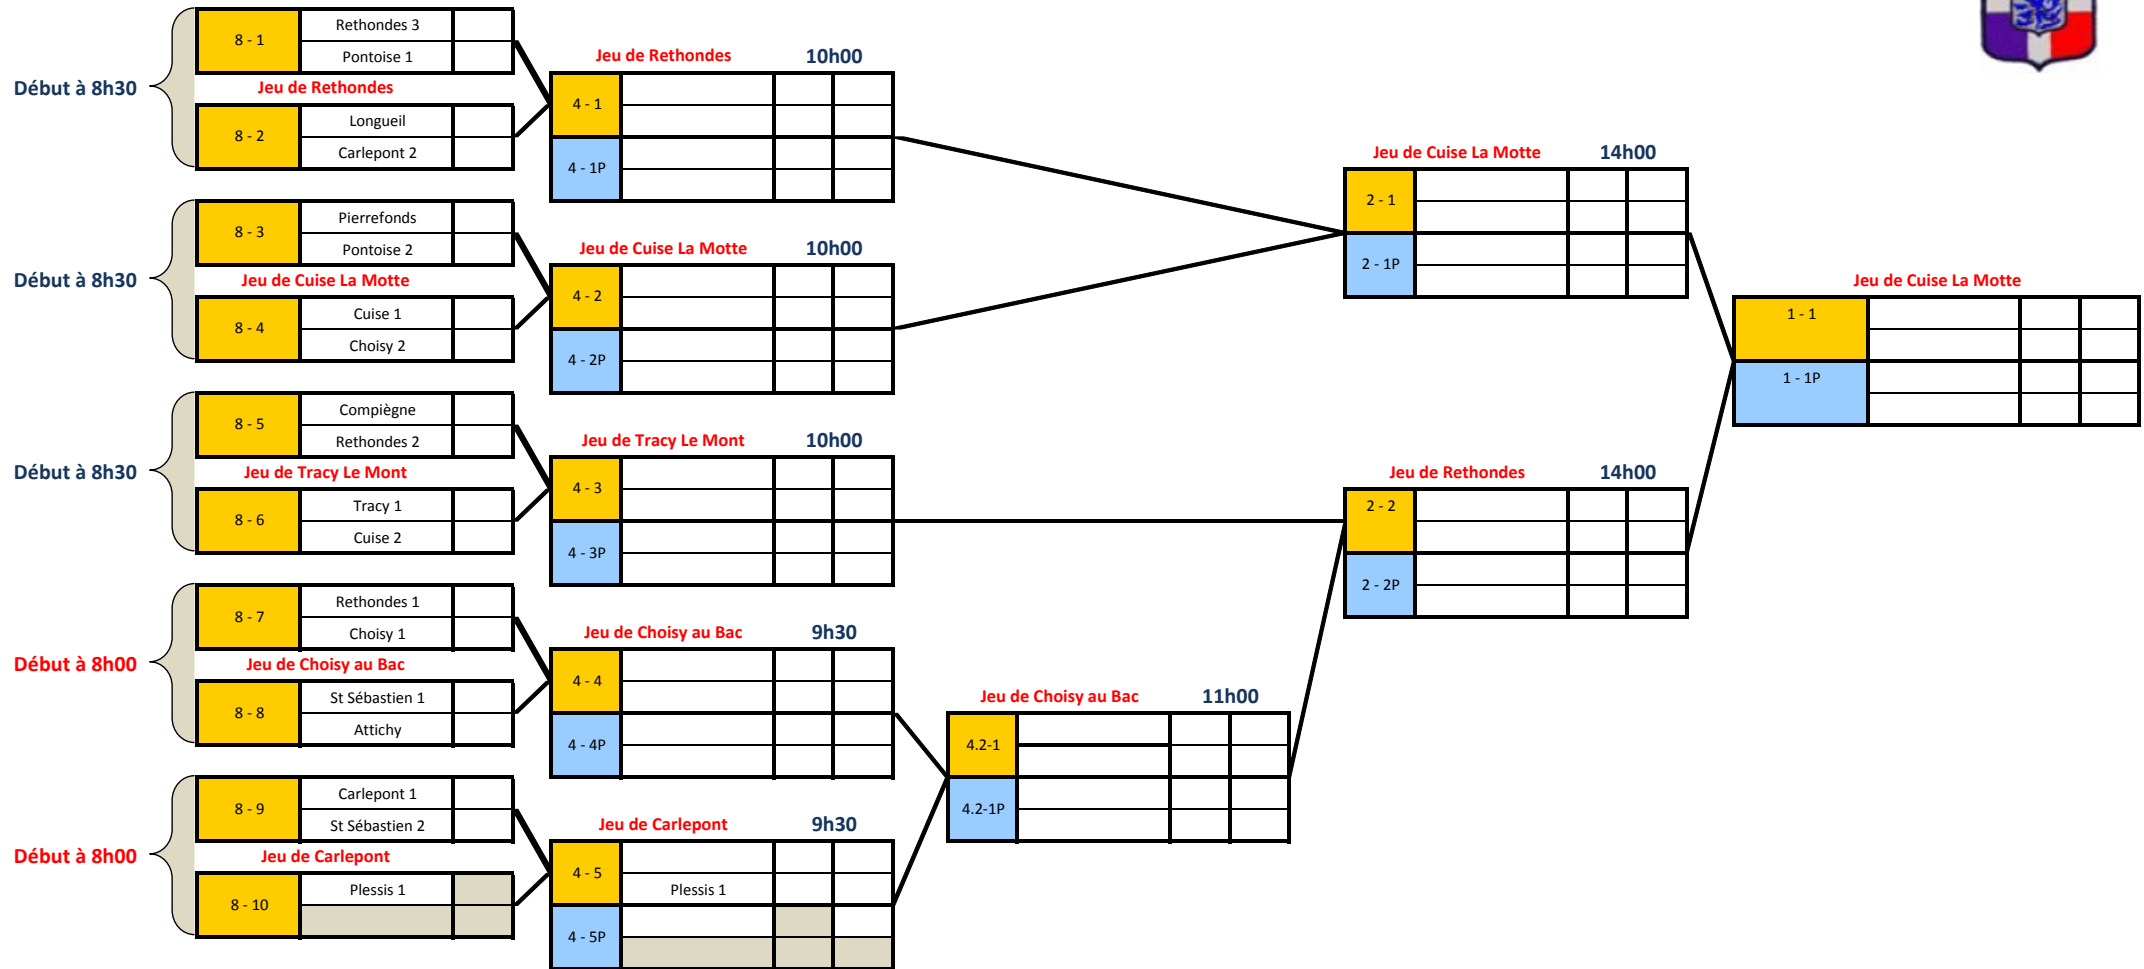 8 - 1
Rethondes 3
Pontoise 1
Début à 8h30
Jeu de Rethondes
8 - 2
Longueil
Carlepont 2
Jeu de Rethondes 10h00
4 - 1
4 - 1P
8 - 3
Pierrefonds
Pontoise 2
Début à 8h30
Jeu de Cuise La Motte
8 - 4
Cuise 1
Choisy 2
Jeu de Cuise La Motte 10h00
4 - 2
4 - 2P
8 - 5
Compiègne
Rethondes 2
Début à 8h30
Jeu de Tracy Le Mont
8 - 6
Tracy 1
Cuise 2
Jeu de Tracy Le Mont 10h00
4 - 3
4 - 3P
8 - 7
Rethondes 1
Choisy 1
Début à 8h00
Jeu de Choisy au Bac
8 - 8
St Sébastien 1
Attichy
Jeu de Choisy au Bac 9h30
4 - 4
4 - 4P
8 - 9
Carlepont 1
St Sébastien 2
Début à 8h00
Jeu de Carlepont
8 - 10
Plessis 1
Jeu de Carlepont 9h30
4 - 5
Plessis 1
4 - 5P
Jeu de Choisy au Bac 11h00
4.2-1
4.2-1P
Jeu de Cuise La Motte 14h00
2 - 1
2 - 1P
Jeu de Rethondes 14h00
2 - 2
2 - 2P
Jeu de Cuise La Motte
1 - 1
1 - 1P